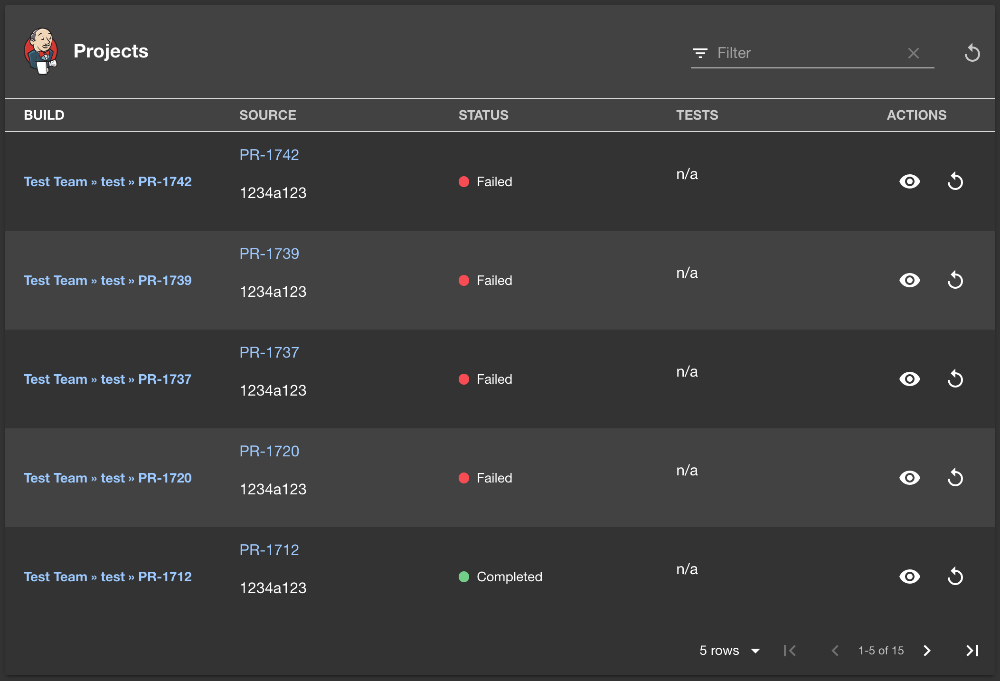 Projects
Filter
BUILD SOURCE STATUS TESTS ACTIONS
PR-1742
Test Team » test » PR-1742 Failed n/a
1234a123
PR-1739
Test Team » test » PR-1739 Failed n/a
1234a123
PR-1737
Test Team » test » PR-1737 Failed n/a
1234a123
PR-1720
Test Team » test » PR-1720 Failed n/a
1234a123
PR-1712
Test Team » test » PR-1712 Completed n/a
1234a123
5 rows 1-5 of 15